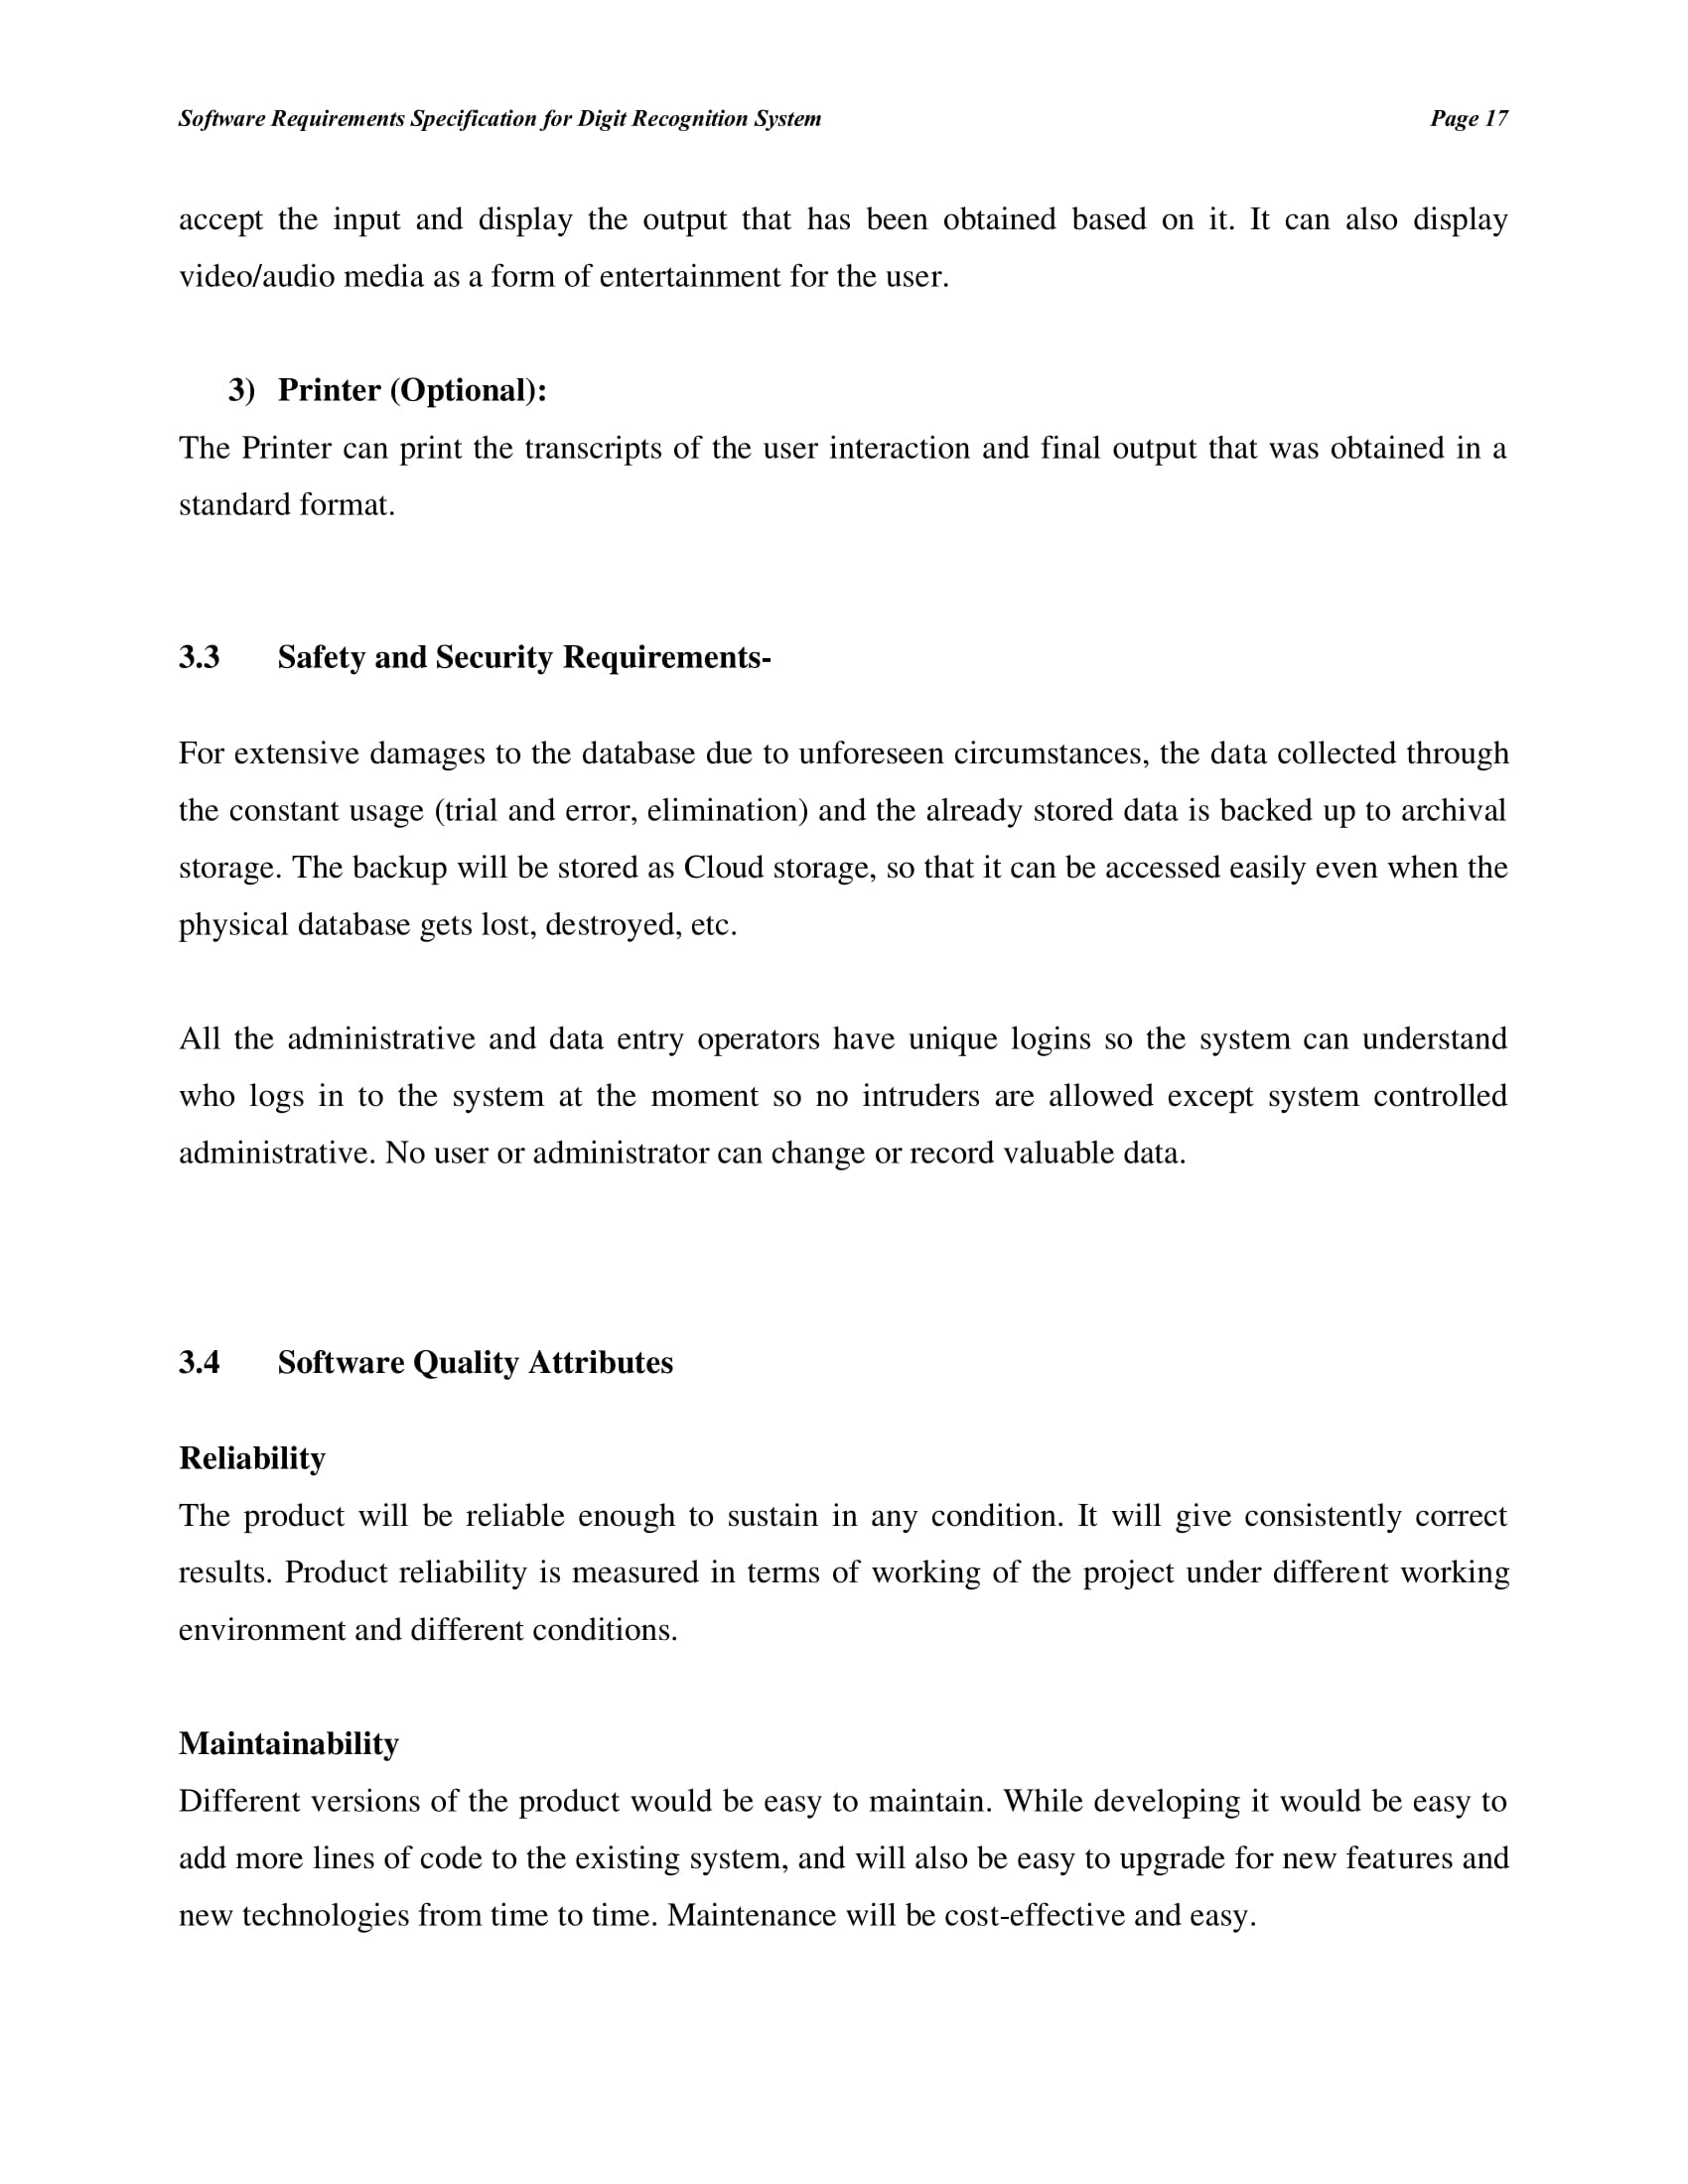 Software Requirements Specification for Digit Recognition System Page 17
accept the input and display the output that has been obtained based on it. It can also display
video/audio media as a form of entertainment for the user.
3) Printer (Optional):
The Printer can print the transcripts of the user interaction and final output that was obtained in a
standard format.
3.3 Safety and Security Requirements-
For extensive damages to the database due to unforeseen circumstances, the data collected through
the constant usage (trial and error, elimination) and the already stored data is backed up to archival
storage. The backup will be stored as Cloud storage, so that it can be accessed easily even when the
physical database gets lost, destroyed, etc.
All the administrative and data entry operators have unique logins so the system can understand
who logs in to the system at the moment so no intruders are allowed except system controlled
administrative. No user or administrator can change or record valuable data.
3.4 Software Quality Attributes
Reliability
The product will be reliable enough to sustain in any condition. It will give consistently correct
results. Product reliability is measured in terms of working of the project under different working
environment and different conditions.
Maintainability
Different versions of the product would be easy to maintain. While developing it would be easy to
add more lines of code to the existing system, and will also be easy to upgrade for new features and
new technologies from time to time. Maintenance will be cost-effective and easy.